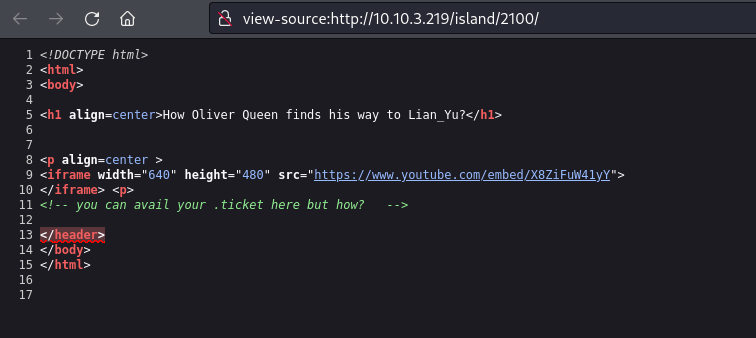 view-source:http://10.10.3.219/island/2100/
1 <!DOCTYPE html>
2 <html>
3 <body>
4
5 <h1 align=center>How Oliver Queen finds his way to Lian_Yu?</h1>
6
7
8 <p align=center >
9 <iframe width="640" height="480" src="https://www.youtube.com/embed/X8ZiFuW41yY">
10 </iframe> <p>
11 <!-- you can avail your .ticket here but how?   -->
12
13 </header>
14 </body>
15 </html>
16
17